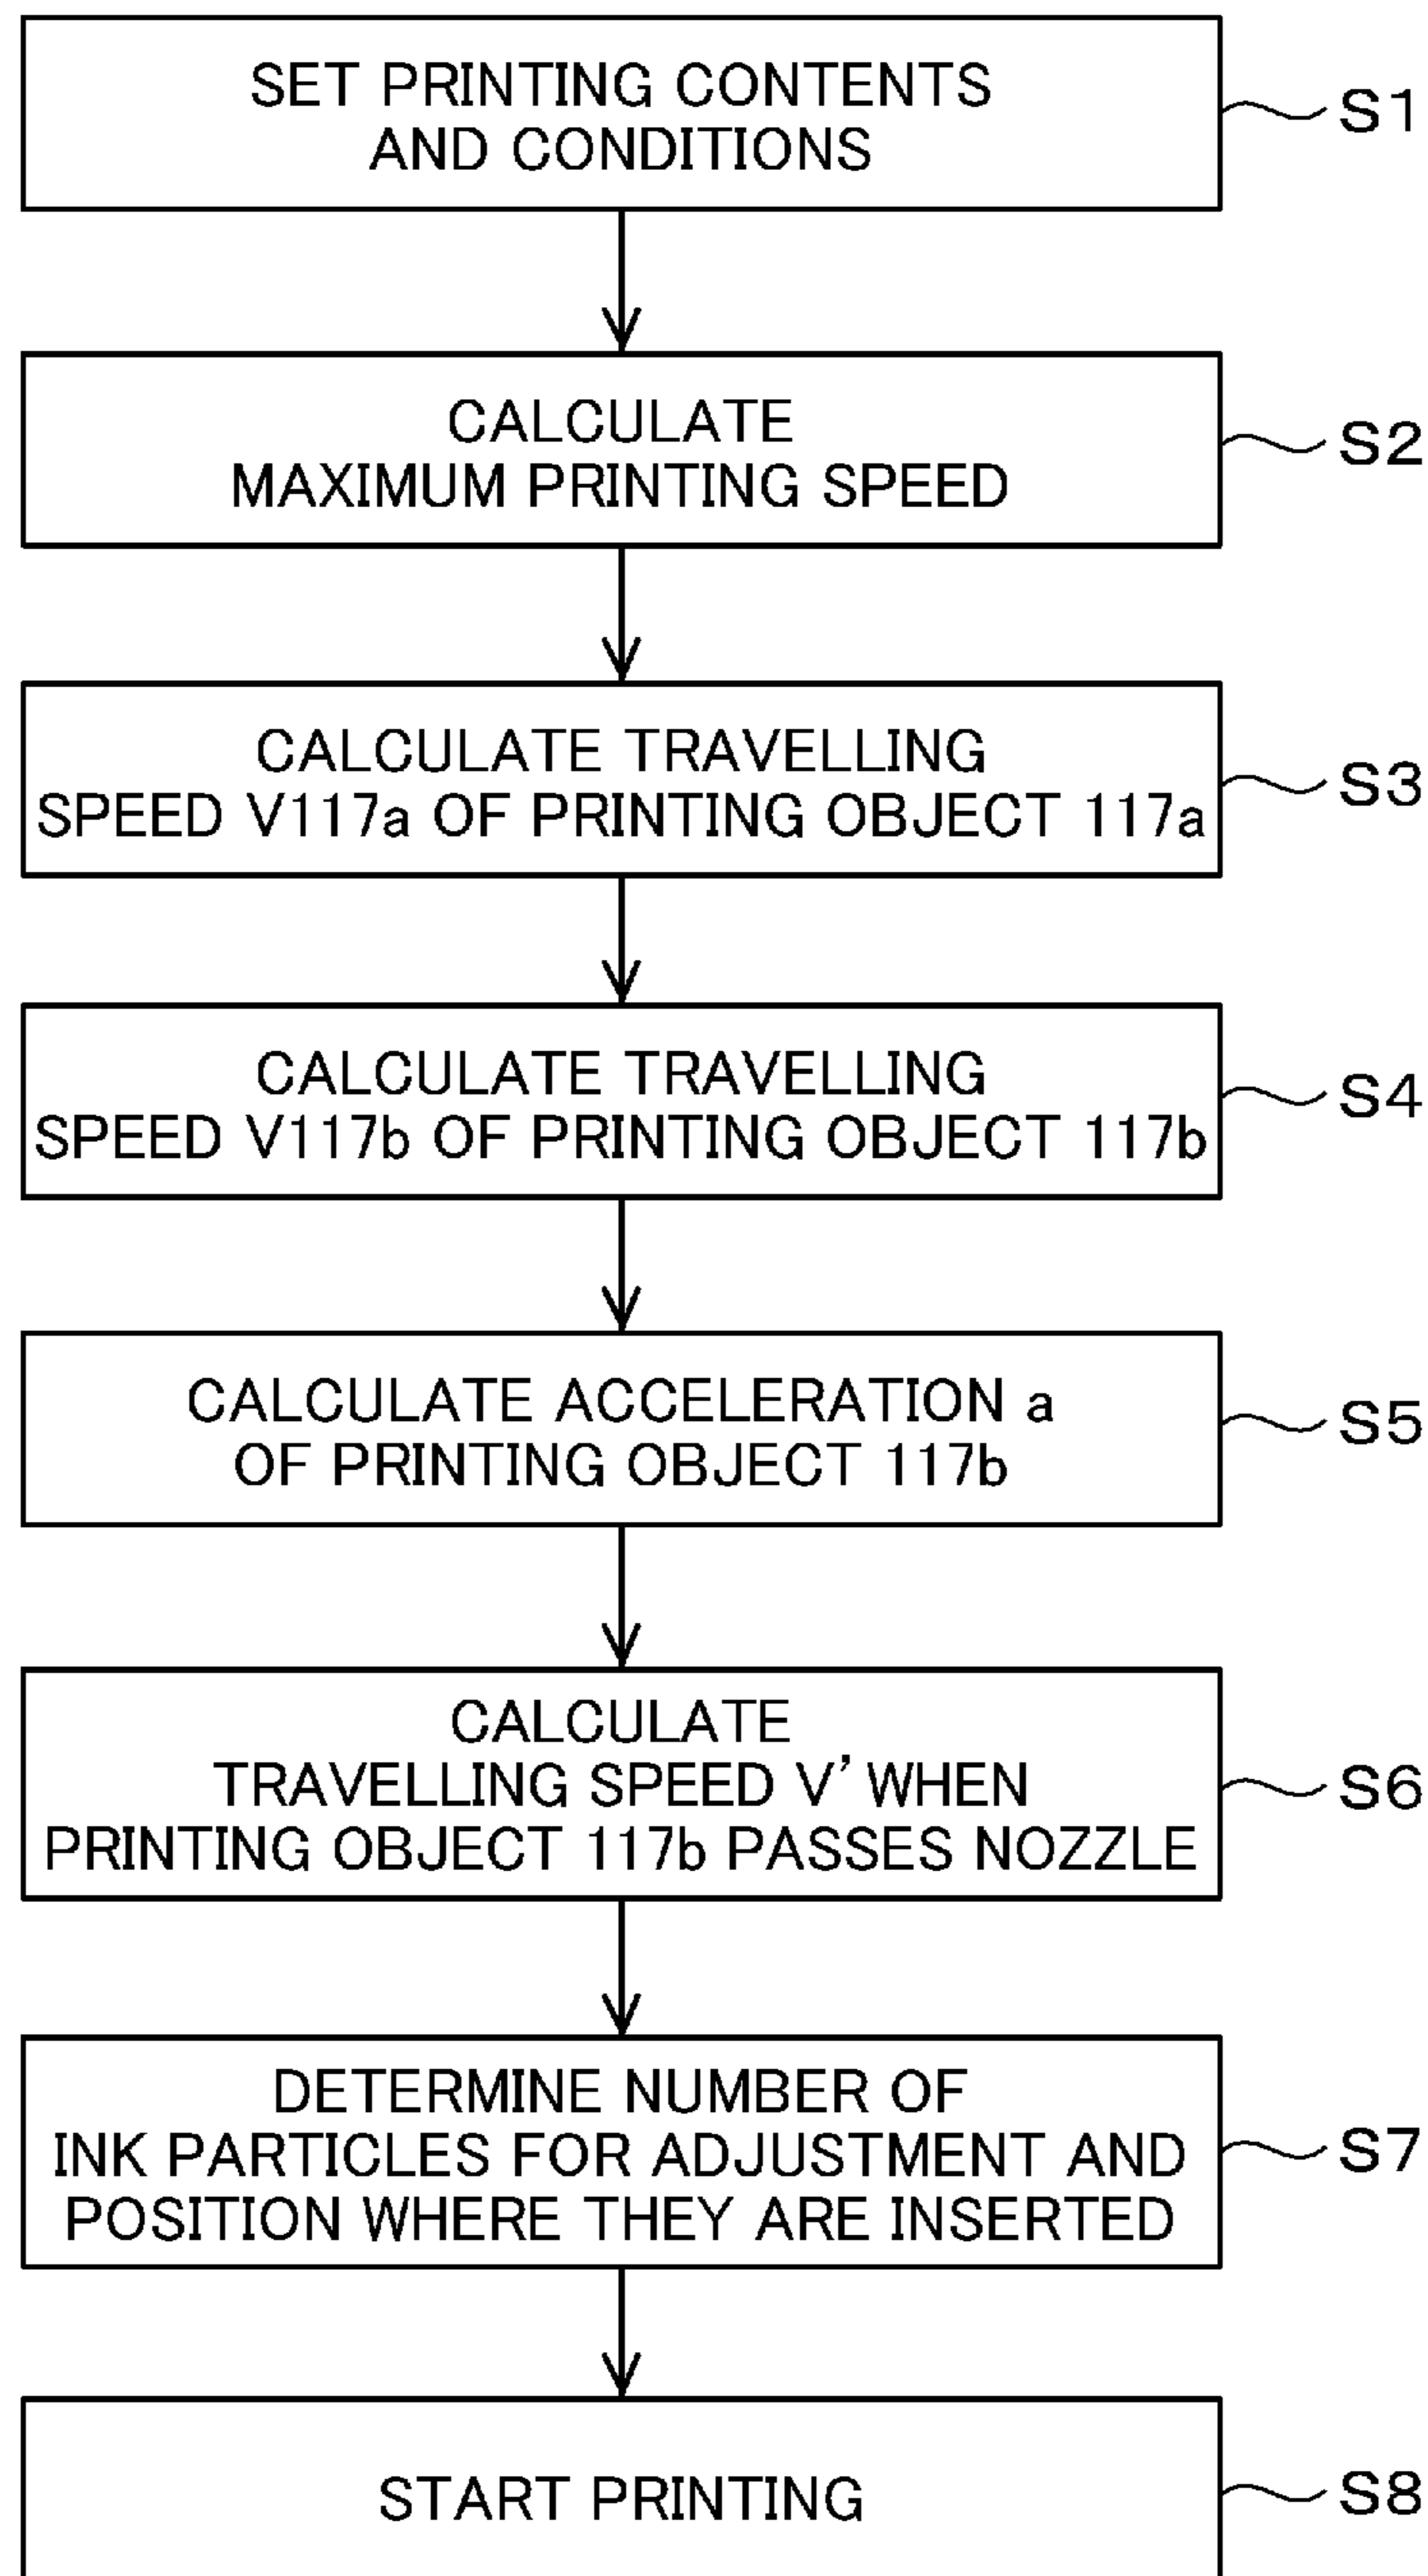 SET PRINTING CONTENTS
AND CONDITIONS
S1
CALCULATE
MAXIMUM PRINTING SPEED
S2
CALCULATE TRAVELLING
SPEED V117a OF PRINTING OBJECT 117a
S3
CALCULATE TRAVELLING
SPEED V117b OF PRINTING OBJECT 117b
S4
CALCULATE ACCELERATION a
OF PRINTING OBJECT 117b
S5
CALCULATE
TRAVELLING SPEED V' WHEN
PRINTING OBJECT 117b PASSES NOZZLE
S6
DETERMINE NUMBER OF
INK PARTICLES FOR ADJUSTMENT AND
POSITION WHERE THEY ARE INSERTED
S7
START PRINTING
S8